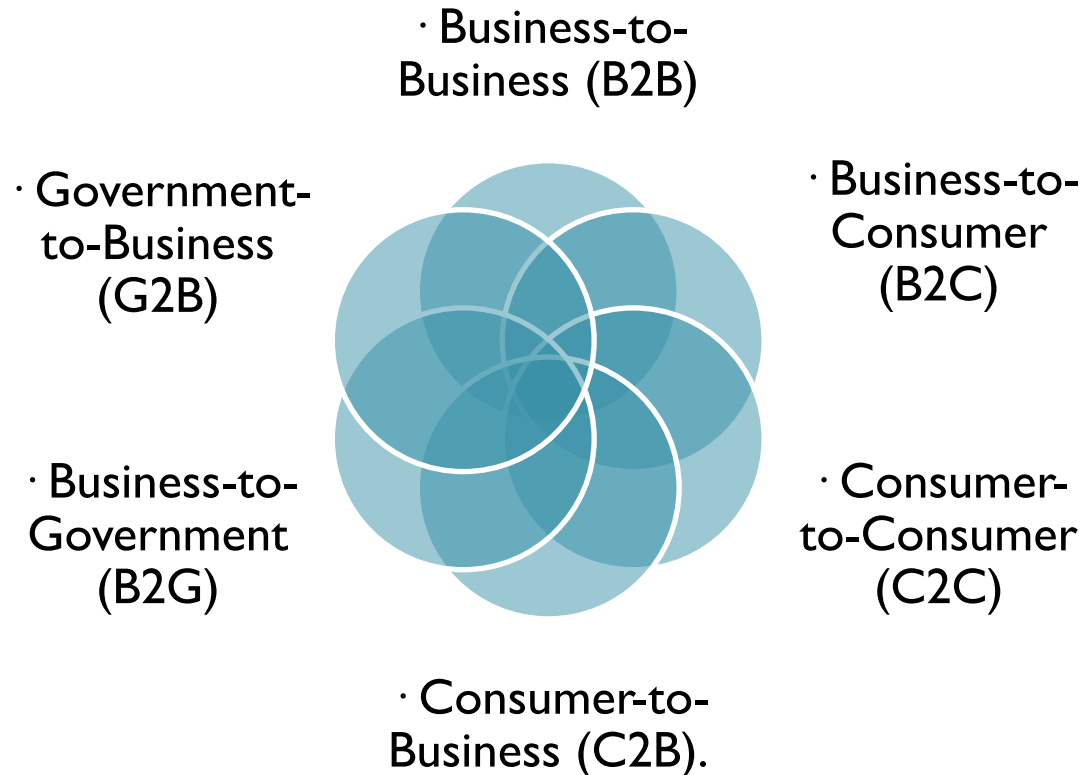 · Business-to-
Business (B2B)
· Business-to-
Consumer
(B2C)
· Consumer-
to-Consumer
(C2C)
· Consumer-to-
Business (C2B).
· Business-to-
Government
(B2G)
· Government-
to-Business
(G2B)